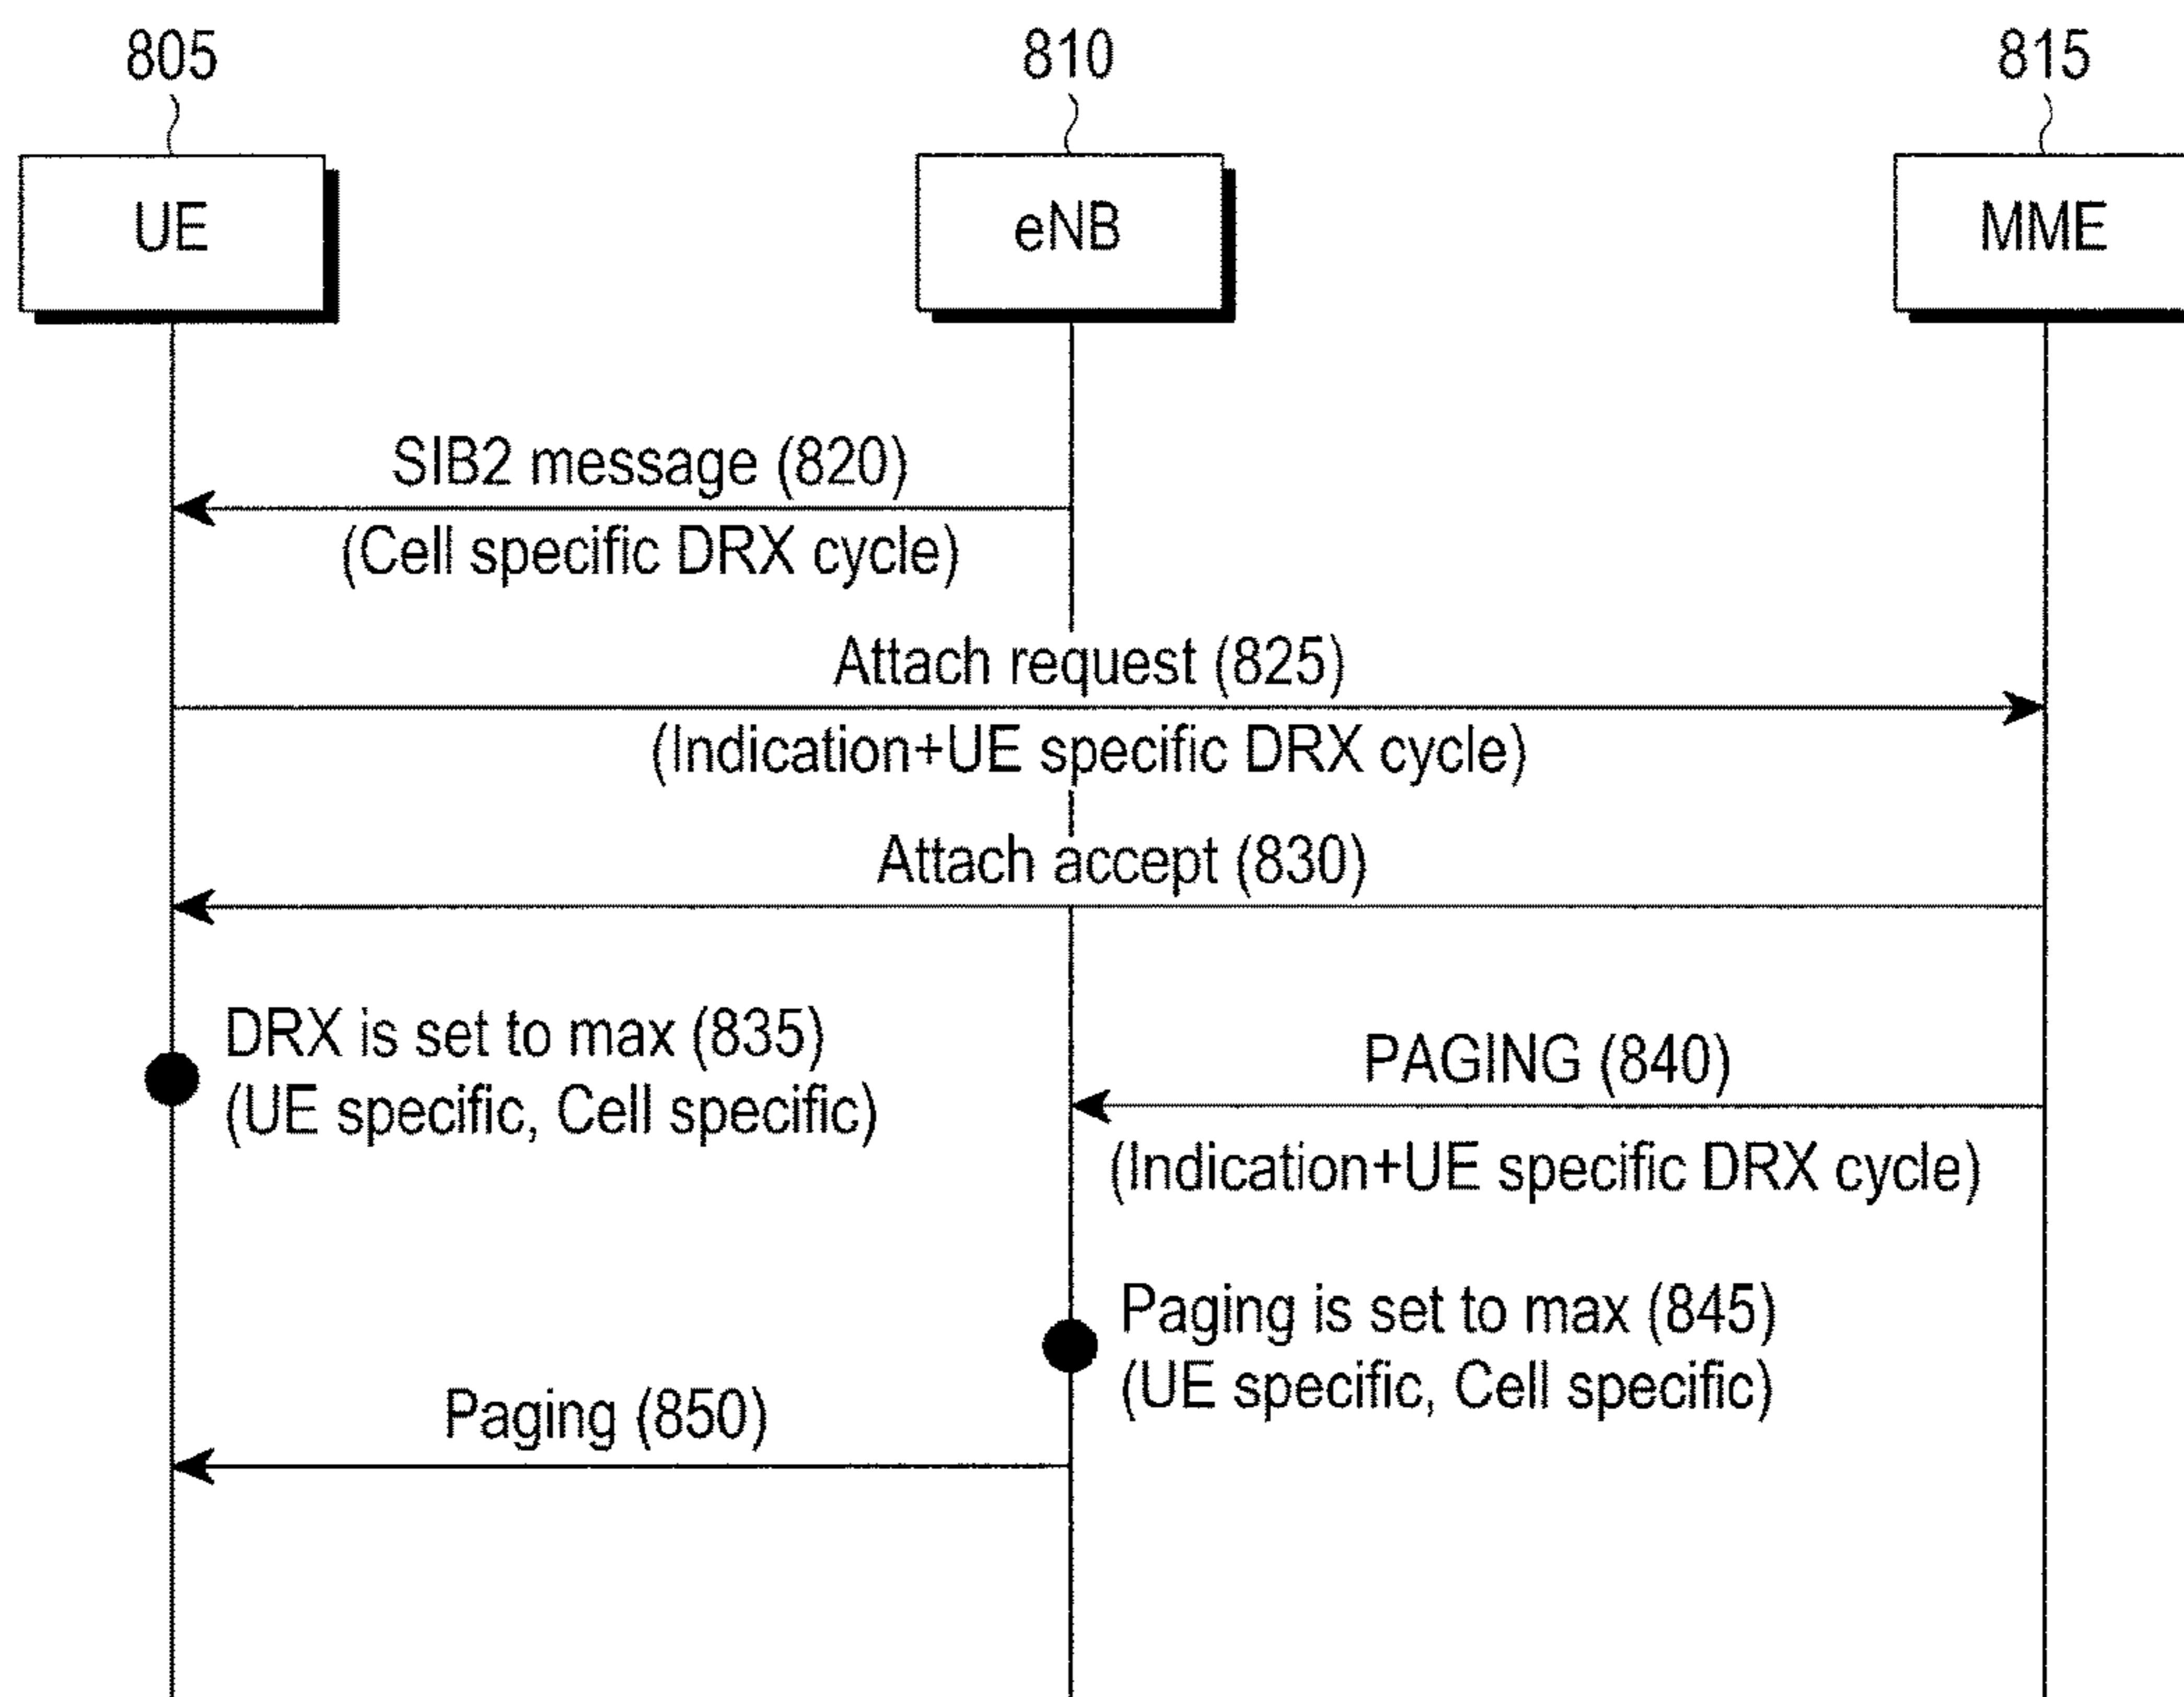 805
810
815
UE
eNB
MME
SIB2 message (820)
(Cell specific DRX cycle)
Attach request (825)
(Indication+UE specific DRX cycle)
Attach accept (830)
DRX is set to max (835)
(UE specific, Cell specific)
PAGING (840)
(Indication+UE specific DRX cycle)
Paging is set to max (845)
(UE specific, Cell specific)
Paging (850)